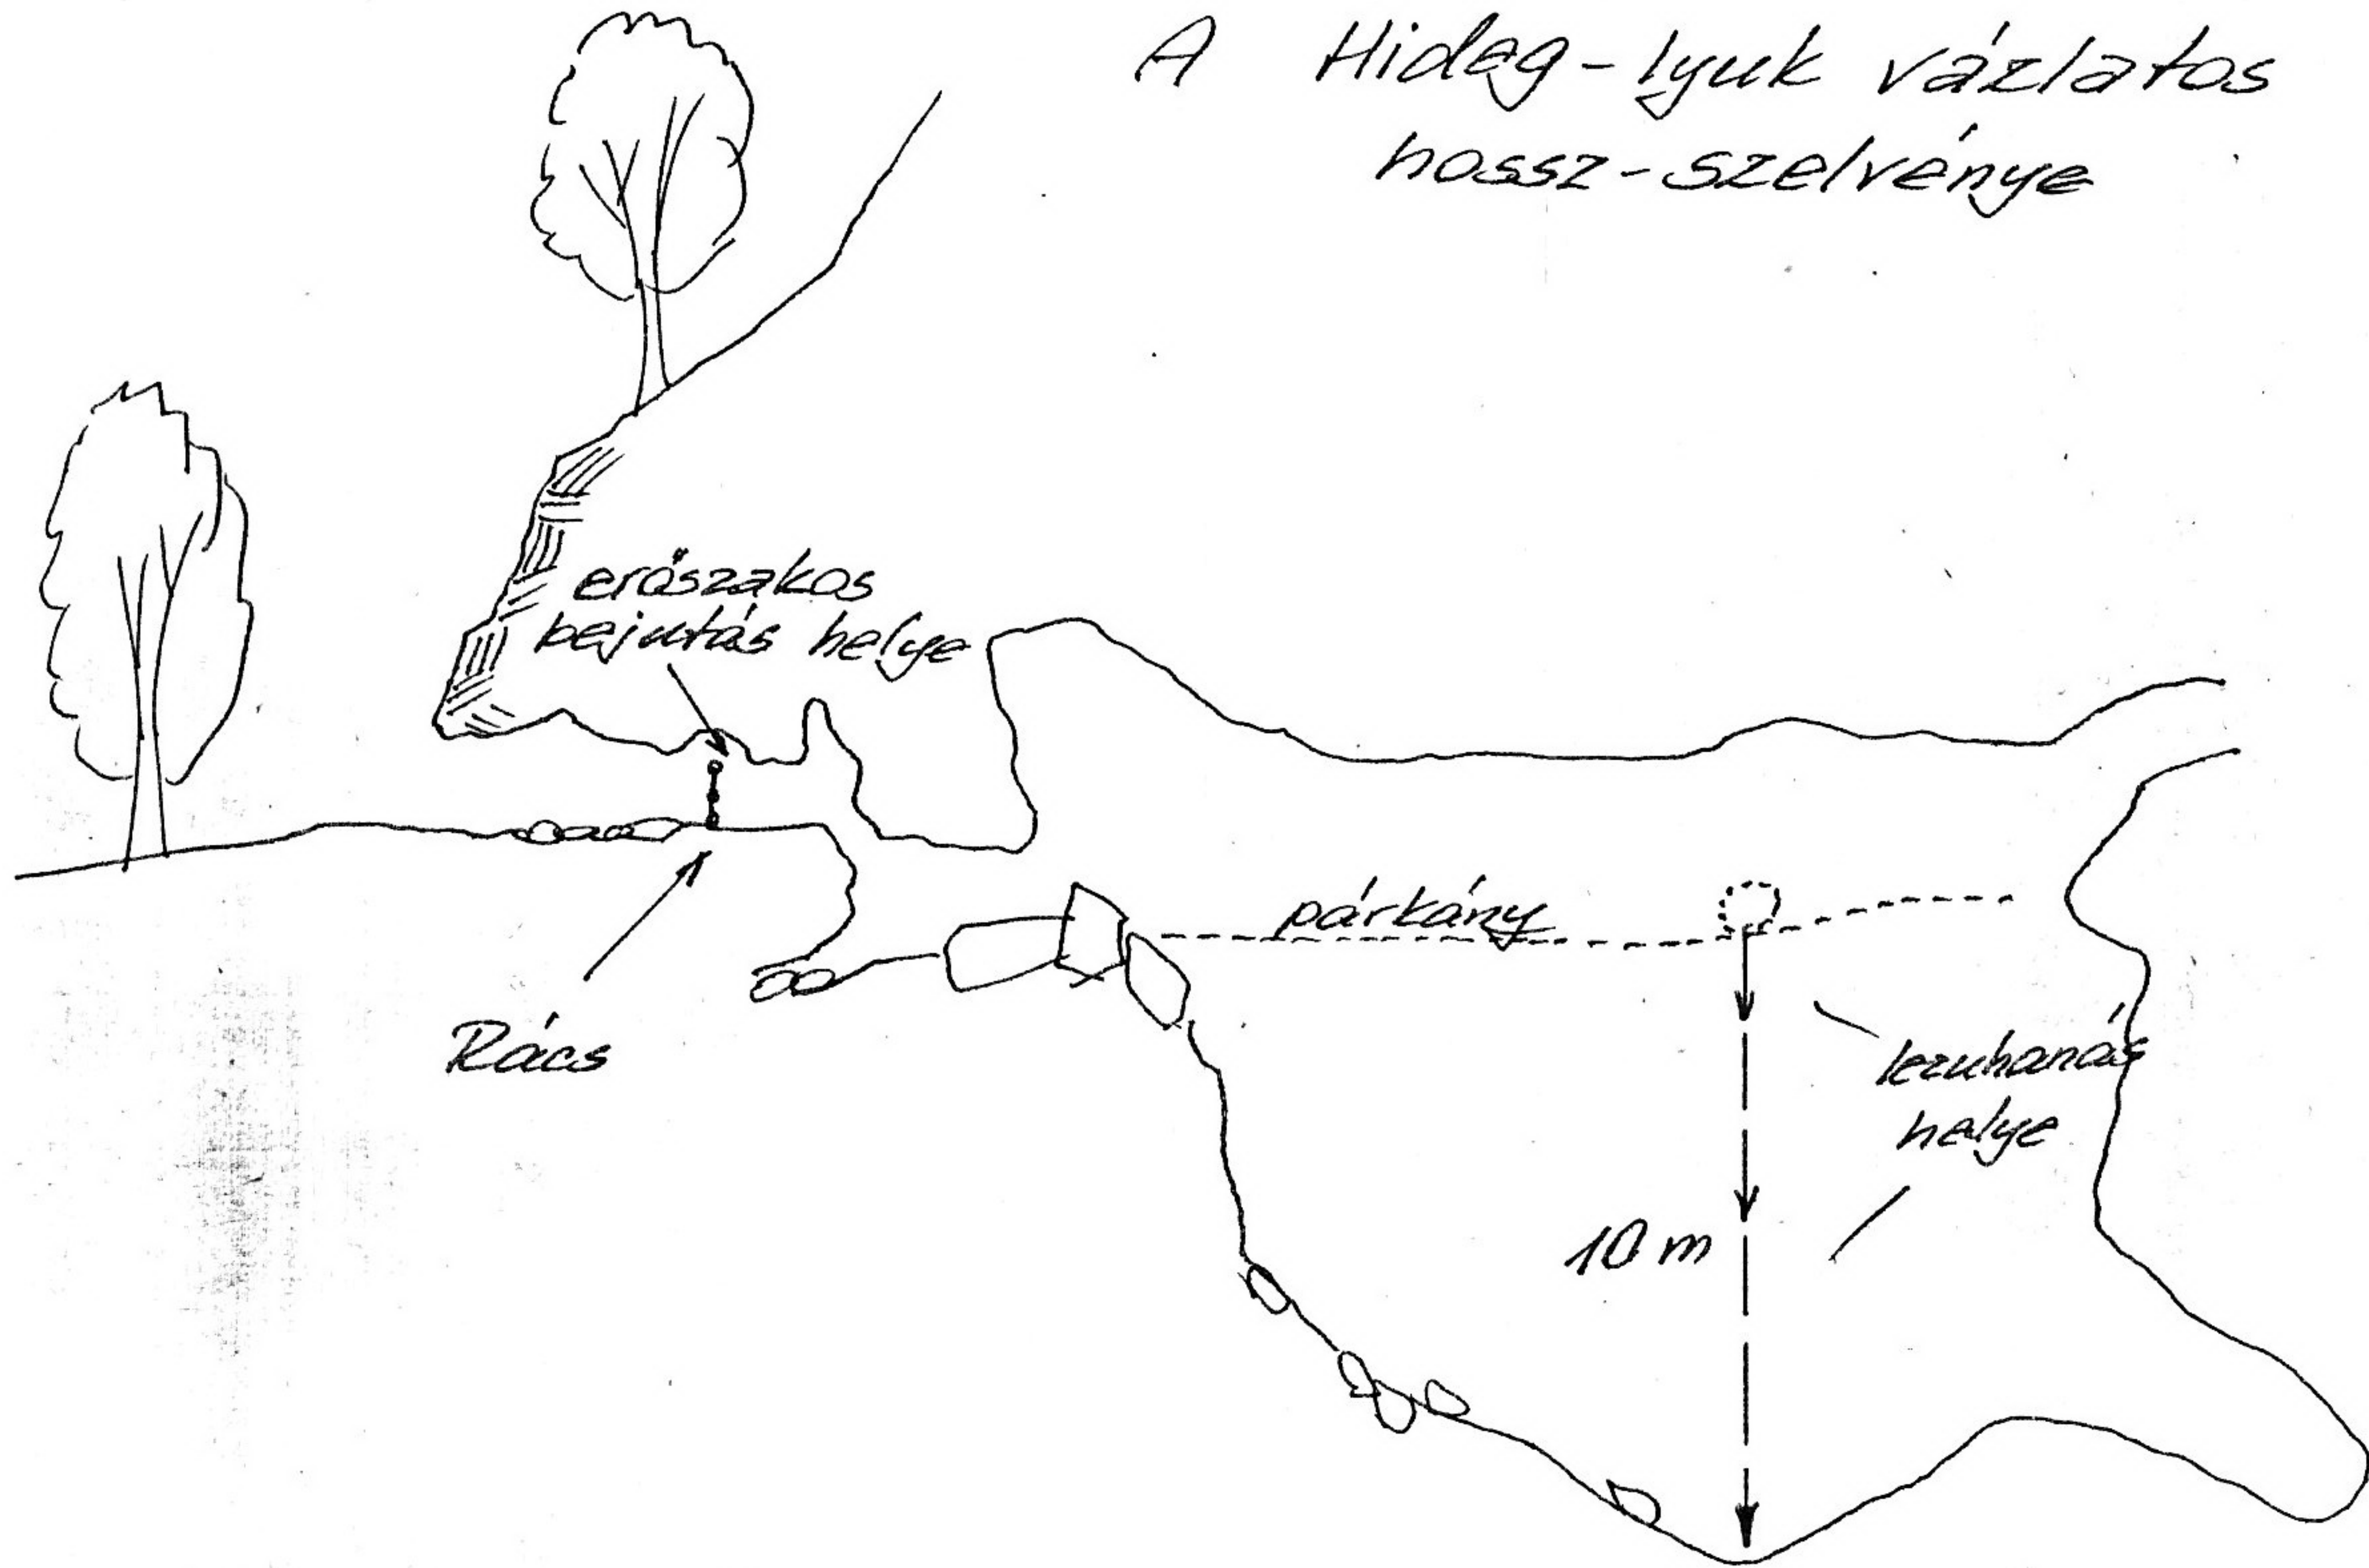 A Hideg-lyuk vázlatos
hossz-szelvénye
erőszakos
bejutás helye
párkány
Rács
lezuhanás
helye
10 m